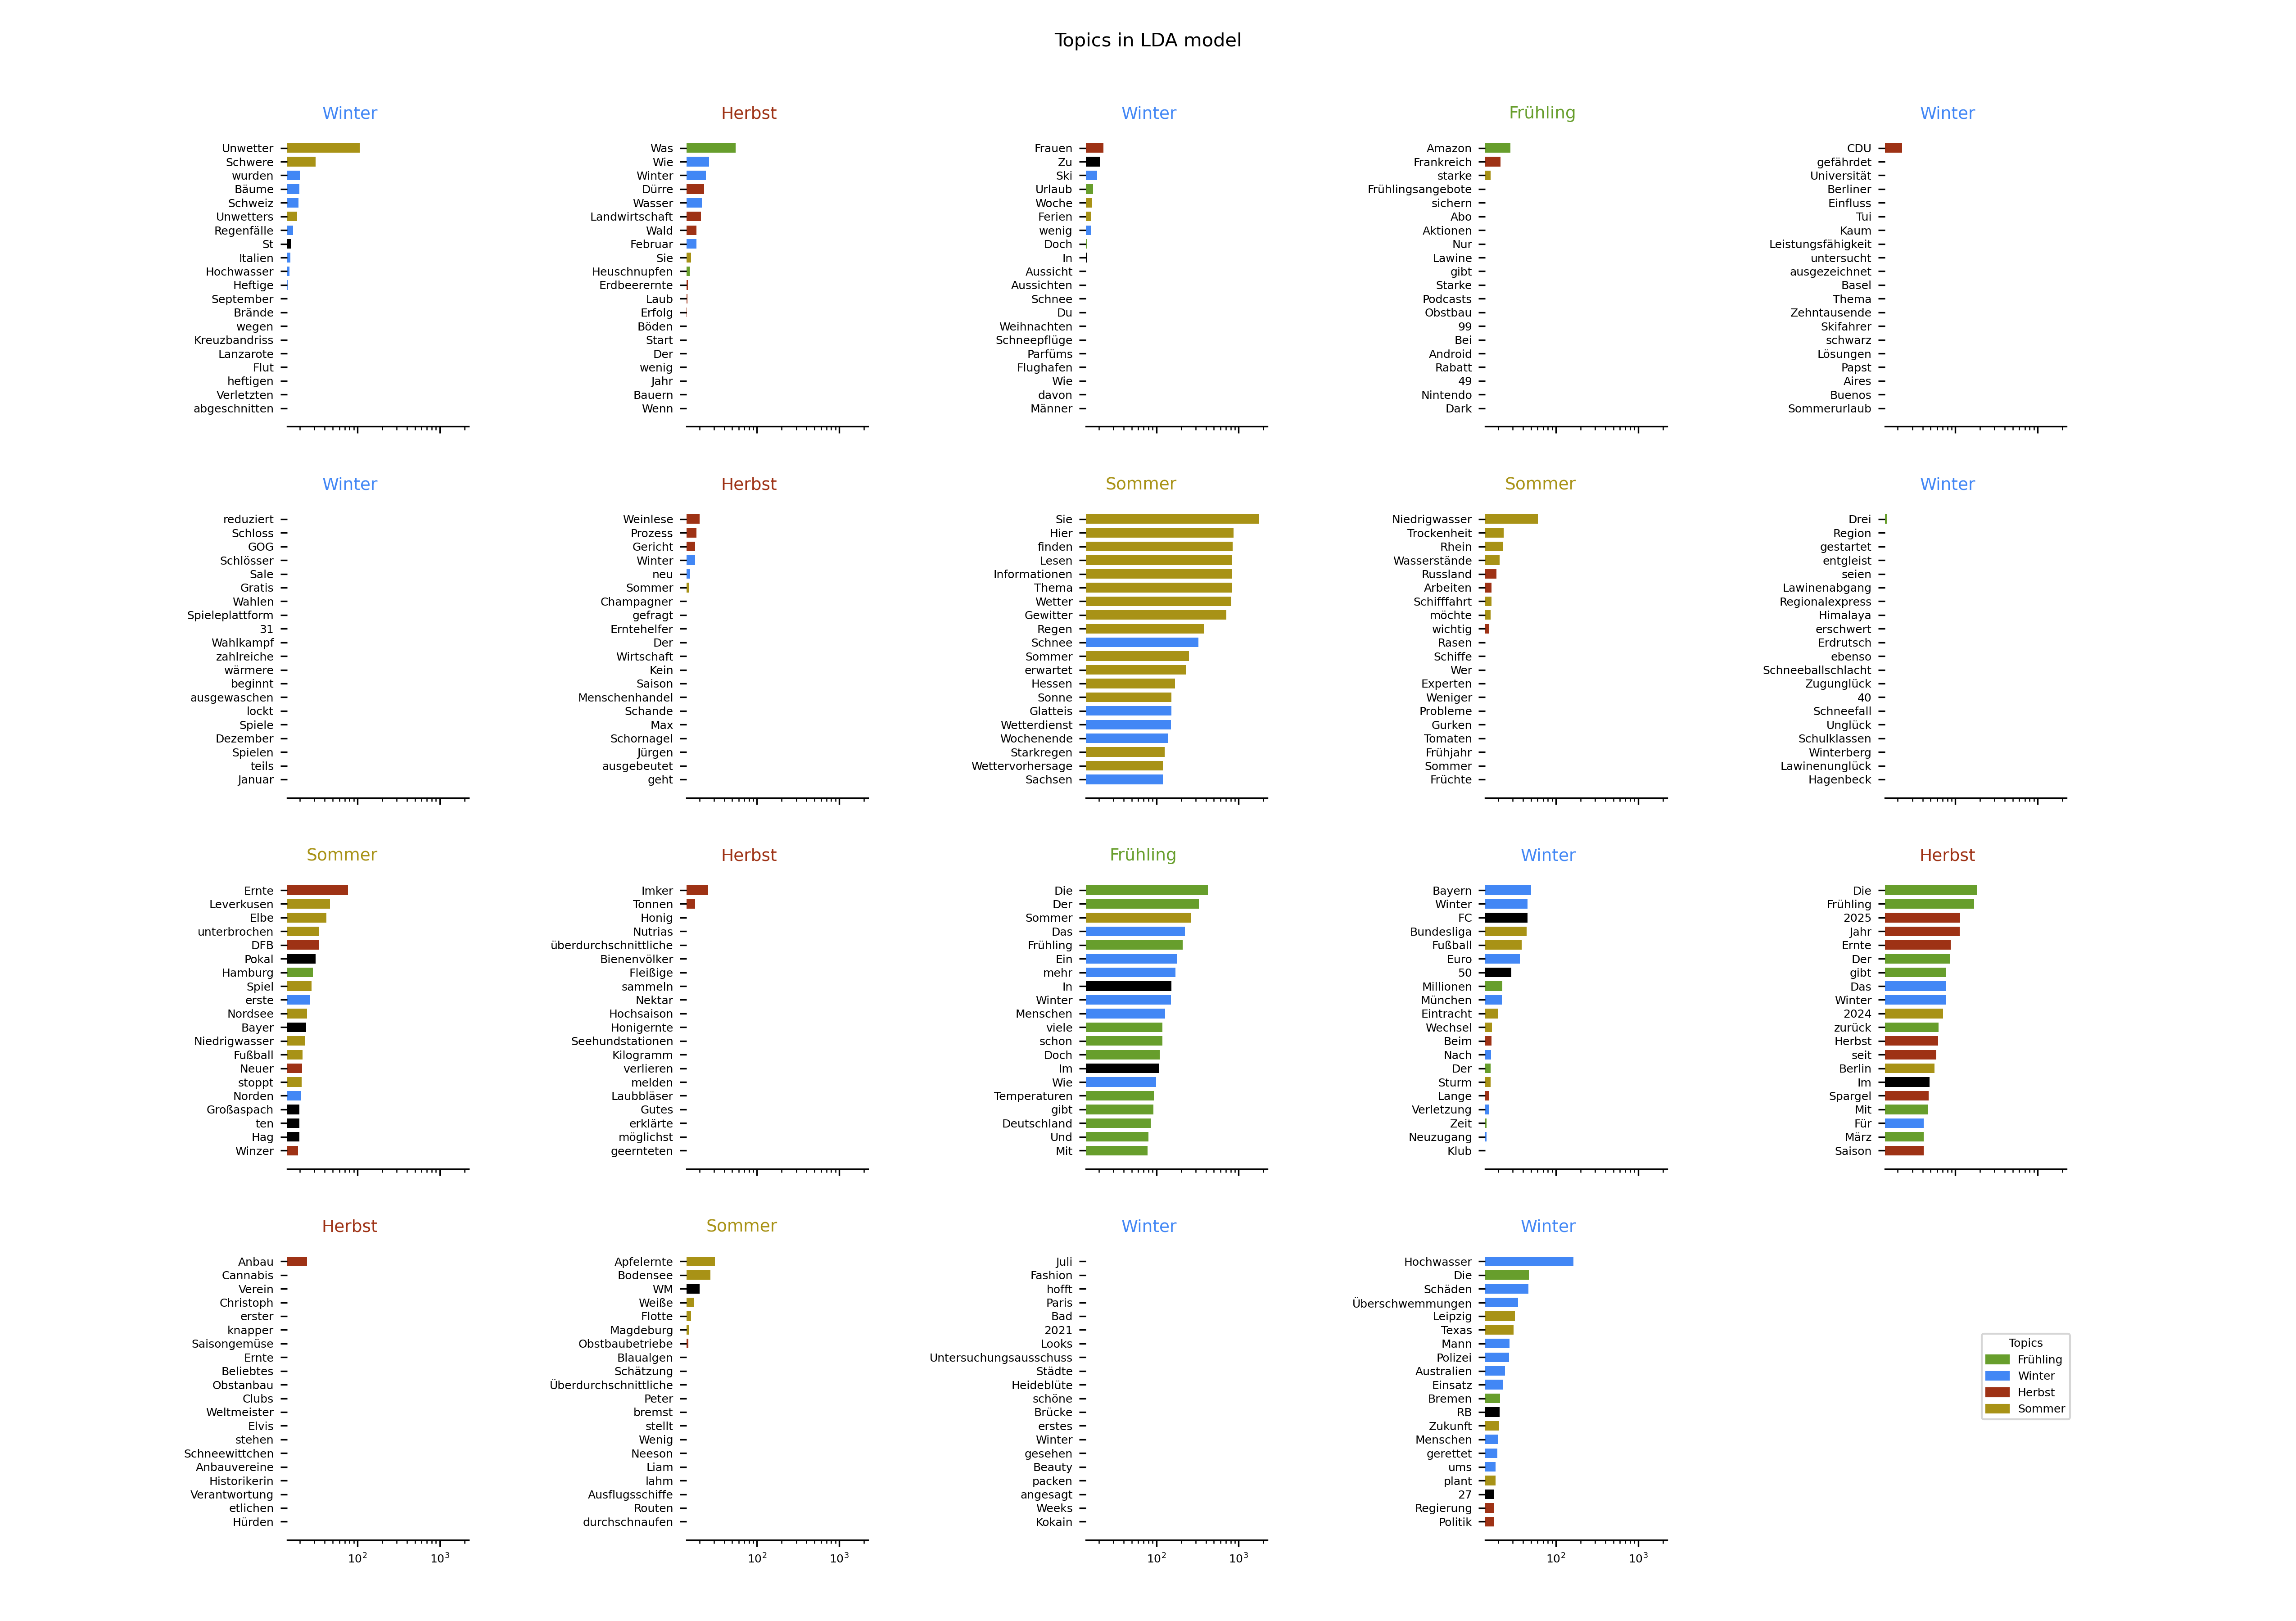 Topics in LDA model
Winter
Unwetter
Schwere
wurden
Bäume
Schweiz
Unwetters
Regenfälle
St
Italien
Hochwasser
Heftige
September
Brände
wegen
Kreuzbandriss
Lanzarote
Flut
heftigen
Verletzten
abgeschnitten
Herbst
Was
Wie
Winter
Dürre
Wasser
Landwirtschaft
Wald
Februar
Sie
Heuschnupfen
Erdbeerernte
Laub
Erfolg
Böden
Start
Der
wenig
Jahr
Bauern
Wenn
Winter
Frauen
Zu
Ski
Urlaub
Woche
Ferien
wenig
Doch
In
Aussicht
Aussichten
Schnee
Du
Weihnachten
Schneepflüge
Parfüms
Flughafen
Wie
davon
Männer
Frühling
Amazon
Frankreich
starke
Frühlingsangebote
sichern
Abo
Aktionen
Nur
Lawine
gibt
Starke
Podcasts
Obstbau
99
Bei
Android
Rabatt
49
Nintendo
Dark
Winter
CDU
gefährdet
Universität
Berliner
Einfluss
Tui
Kaum
Leistungsfähigkeit
untersucht
ausgezeichnet
Basel
Thema
Zehntausende
Skifahrer
schwarz
Lösungen
Papst
Aires
Buenos
Sommerurlaub
Winter
reduziert
Schloss
GOG
Schlösser
Sale
Gratis
Wahlen
Spieleplattform
31
Wahlkampf
zahlreiche
wärmere
beginnt
ausgewaschen
lockt
Spiele
Dezember
Spielen
teils
Januar
Herbst
Weinlese
Prozess
Gericht
Winter
neu
Sommer
Champagner
gefragt
Erntehelfer
Der
Wirtschaft
Kein
Saison
Menschenhandel
Schande
Max
Schornagel
Jürgen
ausgebeutet
geht
Sommer
Sie
Hier
finden
Lesen
Informationen
Thema
Wetter
Gewitter
Regen
Schnee
Sommer
erwartet
Hessen
Sonne
Glatteis
Wetterdienst
Wochenende
Starkregen
Wettervorhersage
Sachsen
Sommer
Niedrigwasser
Trockenheit
Rhein
Wasserstände
Russland
Arbeiten
Schifffahrt
möchte
wichtig
Rasen
Schiffe
Wer
Experten
Weniger
Probleme
Gurken
Tomaten
Frühjahr
Sommer
Früchte
Winter
Drei
Region
gestartet
entgleist
seien
Lawinenabgang
Regionalexpress
Himalaya
erschwert
Erdrutsch
ebenso
Schneeballschlacht
Zugunglück
40
Schneefall
Unglück
Schulklassen
Winterberg
Lawinenunglück
Hagenbeck
Sommer
Ernte
Leverkusen
Elbe
unterbrochen
DFB
Pokal
Hamburg
Spiel
erste
Nordsee
Bayer
Niedrigwasser
Fußball
Neuer
stoppt
Norden
Großaspach
ten
Hag
Winzer
Herbst
Imker
Tonnen
Honig
Nutrias
überdurchschnittliche
Bienenvölker
Fleißige
sammeln
Nektar
Hochsaison
Honigernte
Seehundstationen
Kilogramm
verlieren
melden
Laubbläser
Gutes
erklärte
möglichst
geernteten
Frühling
Die
Der
Sommer
Das
Frühling
Ein
mehr
In
Winter
Menschen
viele
schon
Doch
Im
Wie
Temperaturen
gibt
Deutschland
Und
Mit
Winter
Bayern
Winter
FC
Bundesliga
Fußball
Euro
50
Millionen
München
Eintracht
Wechsel
Beim
Nach
Der
Sturm
Lange
Verletzung
Zeit
Neuzugang
Klub
Herbst
Die
Frühling
2025
Jahr
Ernte
Der
gibt
Das
Winter
2024
zurück
Herbst
seit
Berlin
Im
Spargel
Mit
Für
März
Saison
Herbst
Anbau
Cannabis
Verein
Christoph
erster
knapper
Saisongemüse
Ernte
Beliebtes
Obstanbau
Clubs
Weltmeister
Elvis
stehen
Schneewittchen
Anbauvereine
Historikerin
Verantwortung
etlichen
Hürden
10² 10³
Sommer
Apfelernte
Bodensee
WM
Weiße
Flotte
Magdeburg
Obstbaubetriebe
Blaualgen
Schätzung
Überdurchschnittliche
Peter
bremst
stellt
Wenig
Neeson
Liam
lahm
Ausflugsschiffe
Routen
durchschnaufen
10² 10³
Winter
Juli
Fashion
hofft
Paris
Bad
2021
Looks
Untersuchungsausschuss
Städte
Heideblüte
schöne
Brücke
erstes
Winter
gesehen
Beauty
packen
angesagt
Weeks
Kokain
10² 10³
Winter
Hochwasser
Die
Schäden
Überschwemmungen
Leipzig
Texas
Mann
Polizei
Australien
Einsatz
Bremen
RB
Zukunft
Menschen
gerettet
ums
plant
27
Regierung
Politik
10² 10³
Topics
Frühling
Winter
Herbst
Sommer